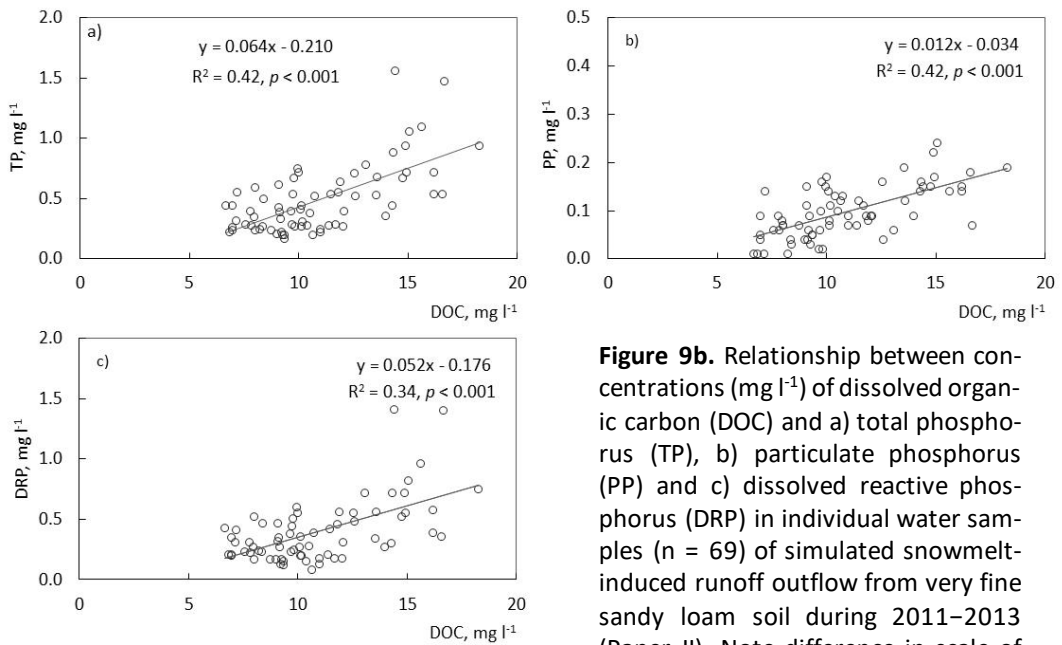 a)
y = 0.064x - 0.210
R² = 0.42, p < 0.001
TP, mg l⁻¹
2.0
1.5
1.0
0.5
0.0
0 5 10 15 20
DOC, mg l⁻¹
b)
y = 0.012x - 0.034
R² = 0.42, p < 0.001
PP, mg l⁻¹
0.5
0.4
0.3
0.2
0.1
0.0
0 5 10 15 20
DOC, mg l⁻¹
c)
y = 0.052x - 0.176
R² = 0.34, p < 0.001
DRP, mg l⁻¹
2.0
1.5
1.0
0.5
0.0
0 5 10 15 20
DOC, mg l⁻¹
Figure 9b. Relationship between con-
centrations (mg l⁻¹) of dissolved organ-
ic carbon (DOC) and a) total phospho-
rus (TP), b) particulate phosphorus
(PP) and c) dissolved reactive phos-
phorus (DRP) in individual water sam-
ples (n = 69) of simulated snowmelt-
induced runoff outflow from very fine
sandy loam soil during 2011–2013
(Paper II). Note difference in scale of